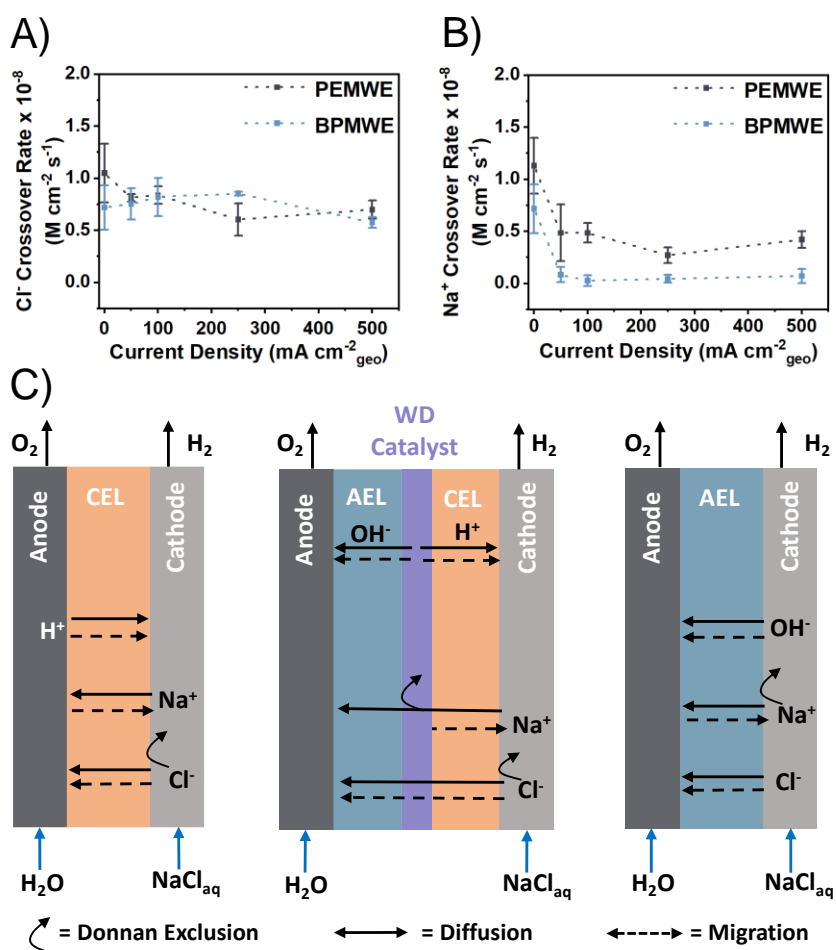 A)
Cl- Crossover Rate x 10-8
(M cm-2 s-1)
2.0
1.5
1.0
0.5
0.0
PEMWE
BPMWE
0 100 200 300 400 500
Current Density (mA cm-2geo)
B)
Na+ Crossover Rate x 10-8
(M cm-2 s-1)
2.0
1.5
1.0
0.5
0.0
PEMWE
BPMWE
0 100 200 300 400 500
Current Density (mA cm-2geo)
C)
O2
H2
Anode
CEL
Cathode
H+
Na+
Cl-
H2O
NaClaq
WD
Catalyst
O2
H2
Anode
AEL
CEL
Cathode
OH-
H+
Na+
Cl-
H2O
NaClaq
O2
H2
Anode
AEL
Cathode
OH-
Na+
Cl-
H2O
NaClaq
= Donnan Exclusion
= Diffusion
= Migration